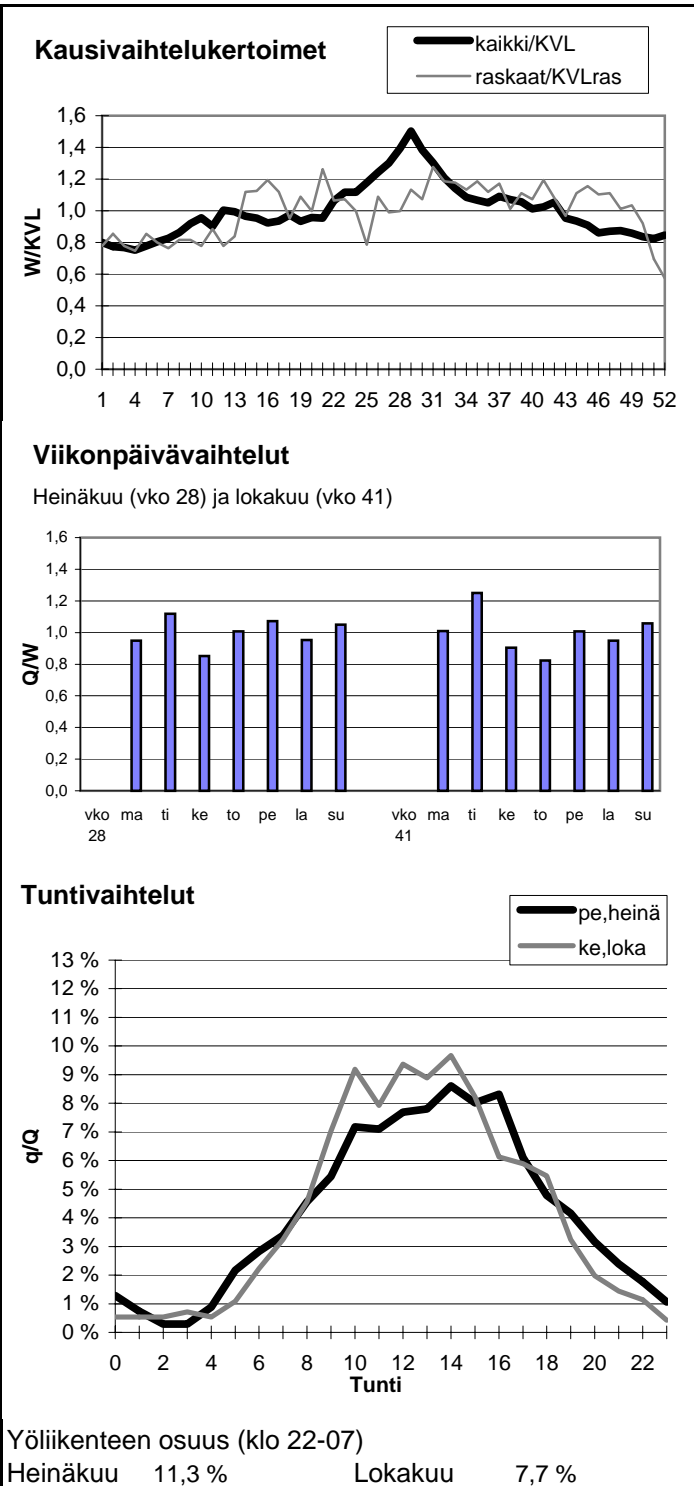 Kausivaihtelukertoimet
kaikki/KVL
raskaat/KVLras
1,6
1,4
1,2
1,0
0,8
0,6
0,4
0,2
0,0
W/KVL
1 4 7 10 13 16 19 22 25 28 31 34 37 40 43 46 49 52
Viikonpäivävaihtelut
Heinäkuu (vko 28) ja lokakuu (vko 41)
1,6
1,4
1,2
1,0
0,8
0,6
0,4
0,2
0,0
Q/W
vko ma ti ke to pe la su vko ma ti ke to pe la su
28 41
Tuntivaihtelut
pe,heinä
ke,loka
13 %
12 %
11 %
10 %
9 %
8 %
7 %
6 %
5 %
4 %
3 %
2 %
1 %
0 %
q/Q
0 2 4 6 8 10 12 14 16 18 20 22
Tunti
Yöliikenteen osuus (klo 22-07)
Heinäkuu 11,3 % Lokakuu 7,7 %